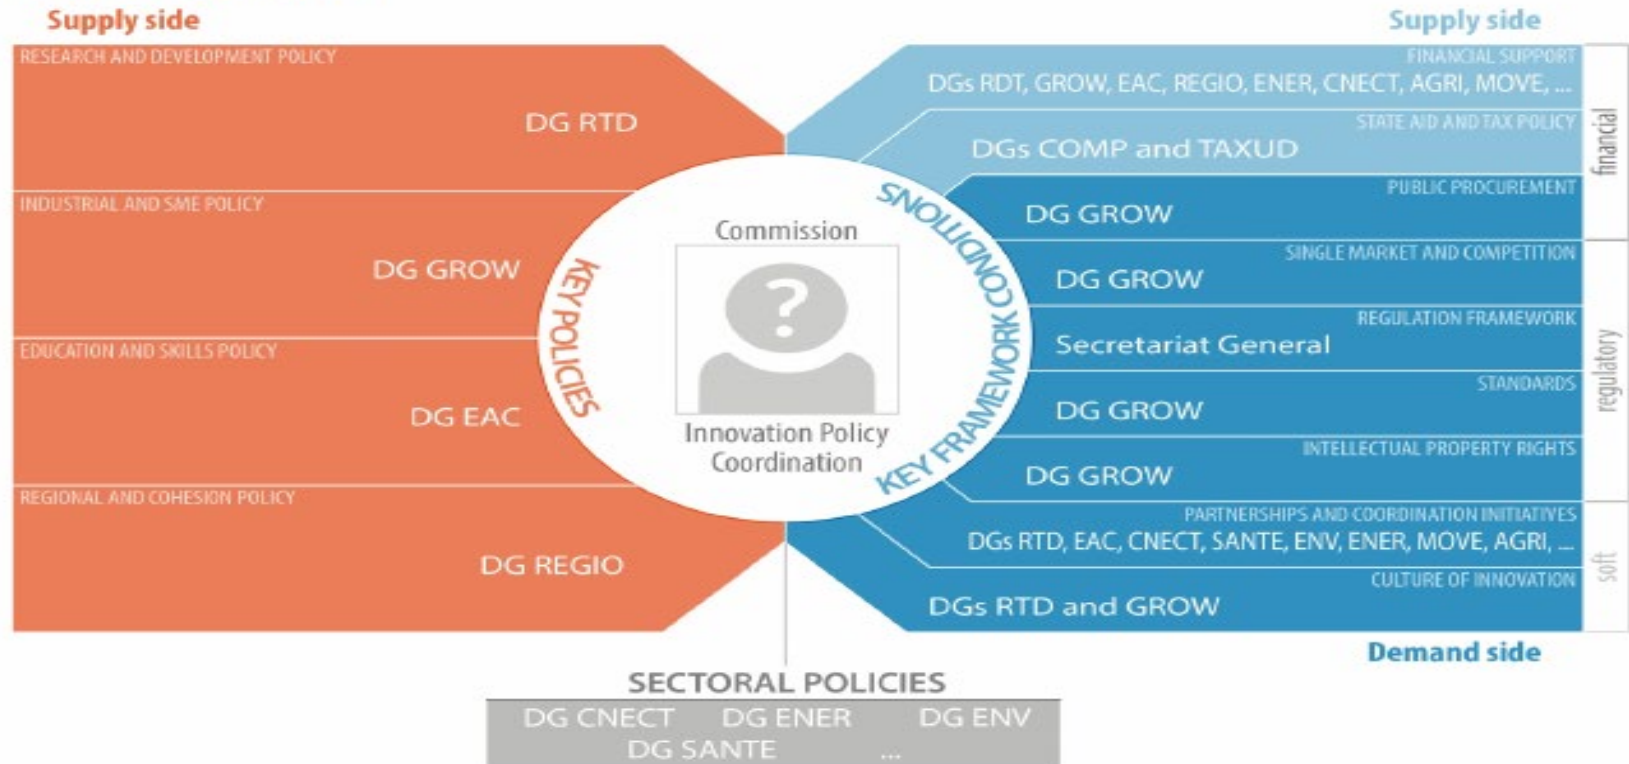 Supply side
RESEARCH AND DEVELOPMENT POLICY
DG RTD
INDUSTRIAL AND SME POLICY
DG GROW
EDUCATION AND SKILLS POLICY
DG EAC
REGIONAL AND COHESION POLICY
DG REGIO
KEY POLICIES
Commission
?
Innovation Policy
Coordination
KEY FRAMEWORK CONDITIONS
Supply side
FINANCIAL SUPPORT
DGs RDT, GROW, EAC, REGIO, ENER, CNECT, AGRI, MOVE, ...
STATE AID AND TAX POLICY
DGs COMP and TAXUD
PUBLIC PROCUREMENT
DG GROW
SINGLE MARKET AND COMPETITION
DG GROW
REGULATION FRAMEWORK
Secretariat General
STANDARDS
DG GROW
INTELLECTUAL PROPERTY RIGHTS
DG GROW
PARTNERSHIPS AND COORDINATION INITIATIVES
DGs RTD, EAC, CNECT, SANTE, ENV, ENER, MOVE, AGRI, ...
CULTURE OF INNOVATION
DGs RTD and GROW
financial
regulatory
soft
Demand side
SECTORAL POLICIES
DG CNECT DG ENER DG ENV
DG SANTE ...